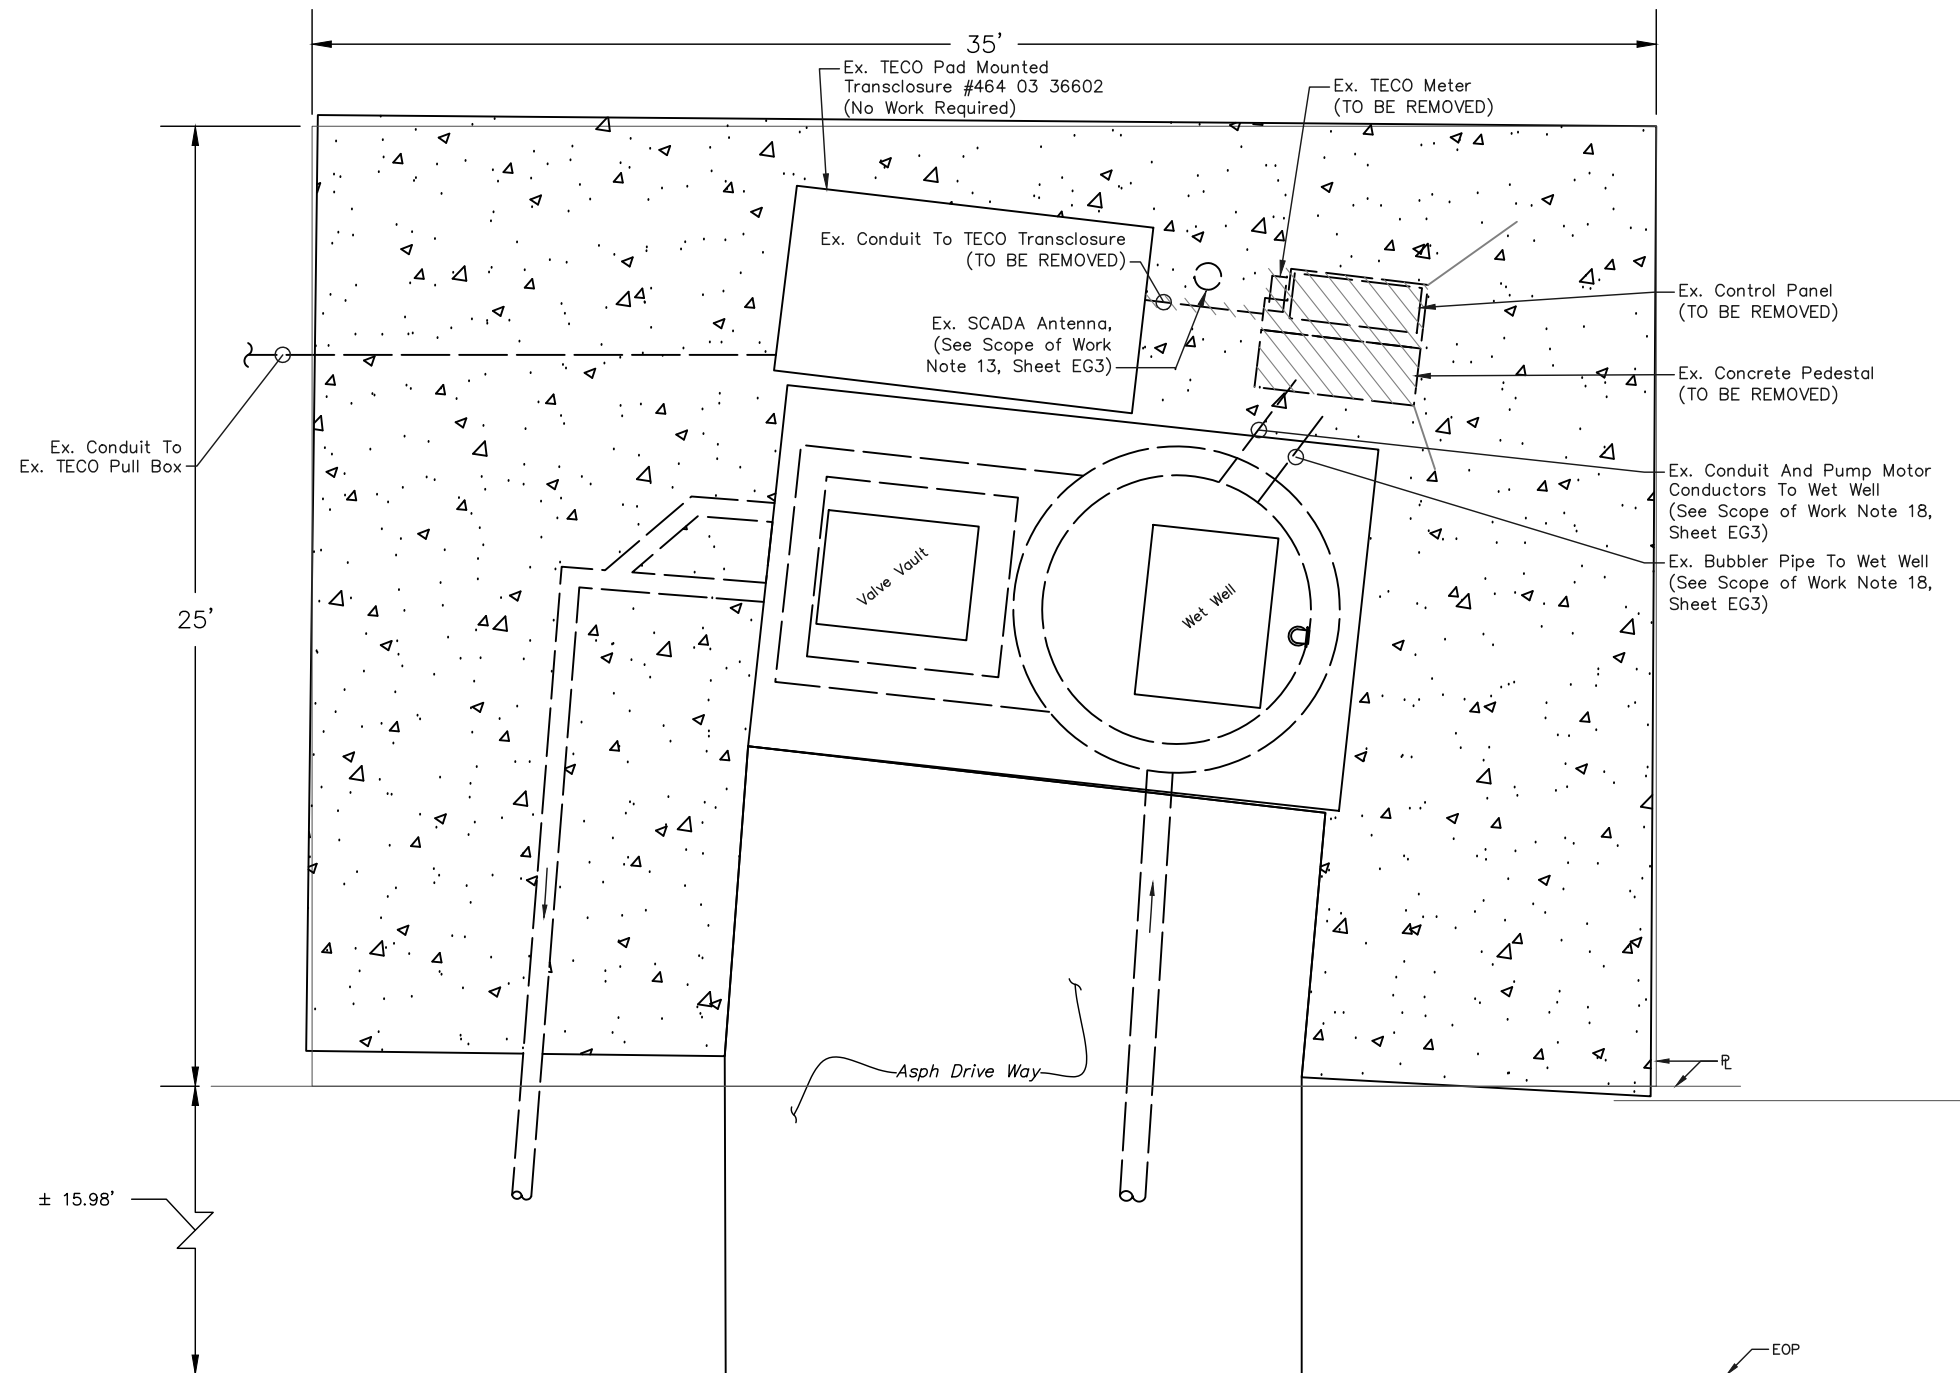 35'
Ex. TECO Pad Mounted
Transclosure #464 03 36602
(No Work Required)
Ex. TECO Meter
(TO BE REMOVED)
Ex. Conduit To TECO Transclosure
(TO BE REMOVED)
Ex. SCADA Antenna,
(See Scope of Work
Note 13, Sheet EG3)
Ex. Control Panel
(TO BE REMOVED)
Ex. Concrete Pedestal
(TO BE REMOVED)
Ex. Conduit To
Ex. TECO Pull Box
Ex. Conduit And Pump Motor
Conductors To Wet Well
(See Scope of Work Note 18,
Sheet EG3)
Ex. Bubbler Pipe To Wet Well
(See Scope of Work Note 18,
Sheet EG3)
Valve Vault
Wet Well
25'
Asph Drive Way
PL
± 15.98'
EOP